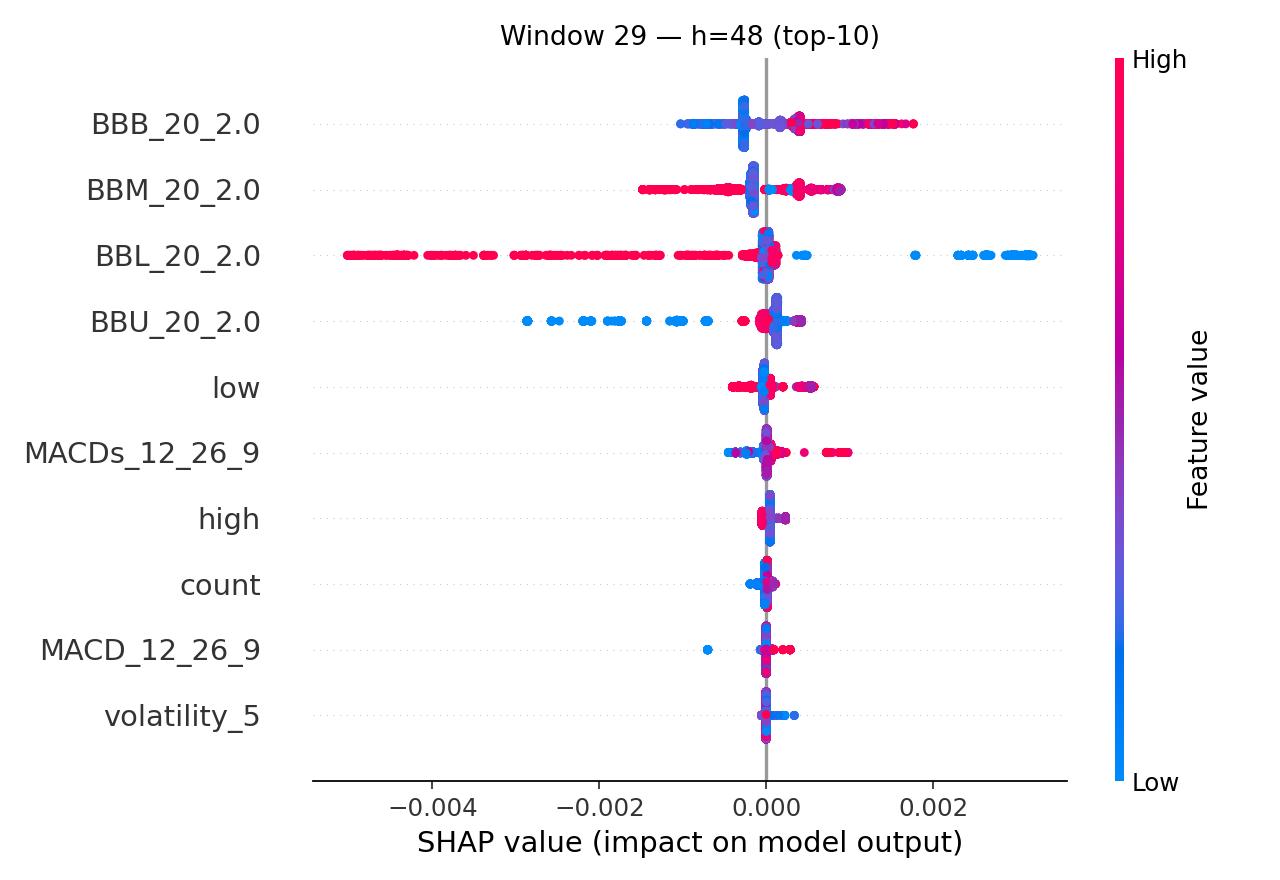 Window 29 — h=48 (top-10)
High
BBB_20_2.0
BBM_20_2.0
BBL_20_2.0
BBU_20_2.0
low
MACDs_12_26_9
high
count
MACD_12_26_9
volatility_5
Feature value
Low
−0.004 −0.002 0.000 0.002
SHAP value (impact on model output)